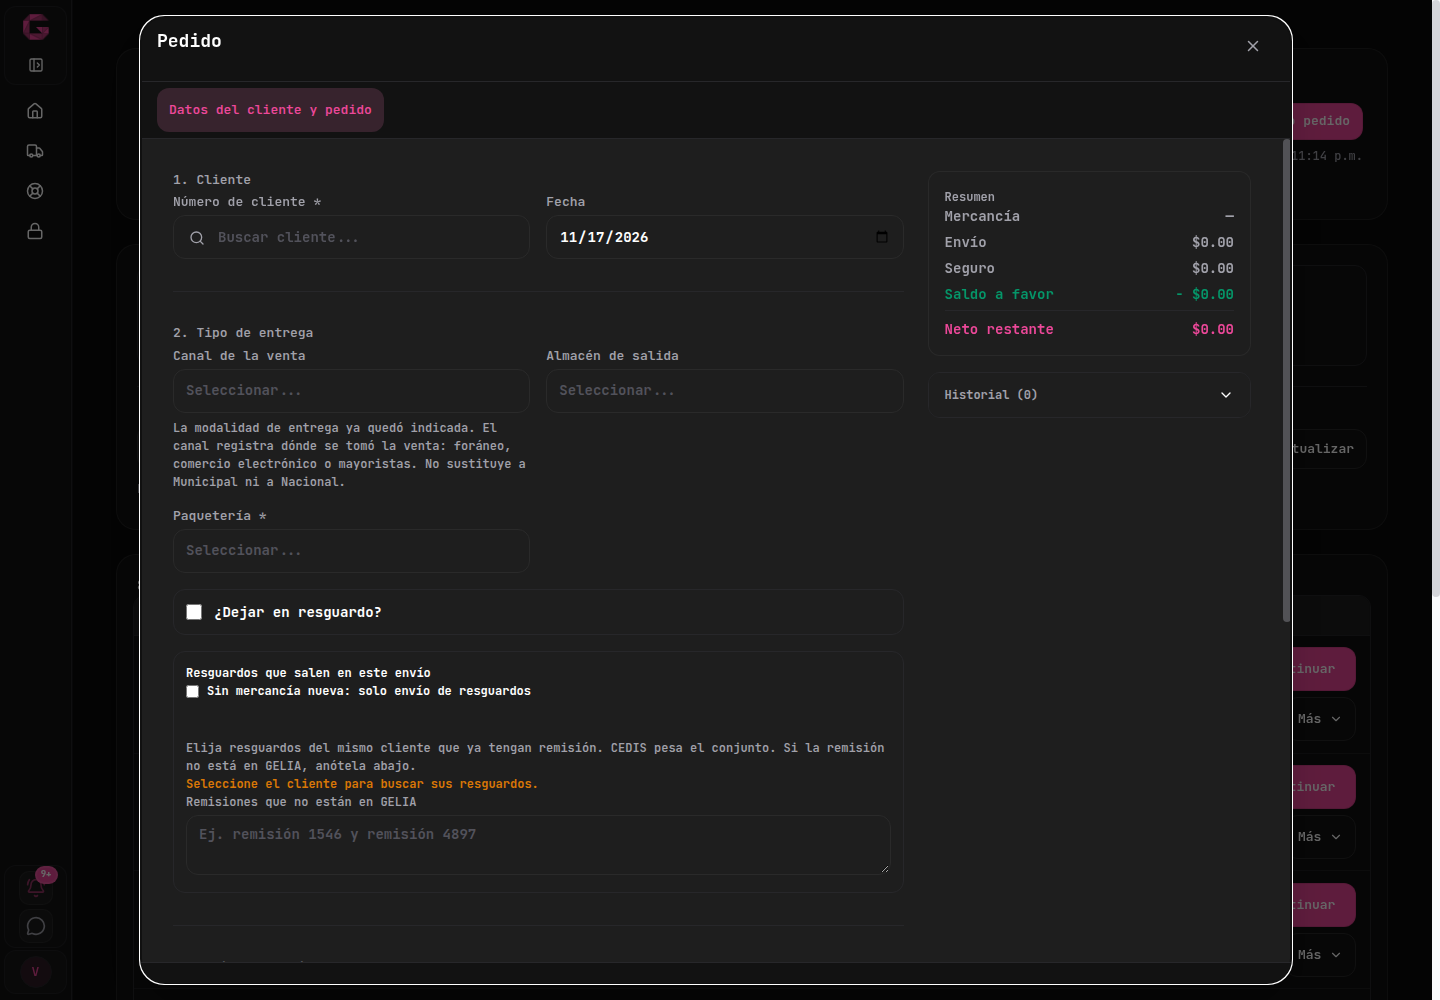 Pedido
Datos del cliente y pedido
1. Cliente
Número de cliente *
Buscar cliente...
Fecha
11/17/2026
2. Tipo de entrega
Canal de la venta
Seleccionar...
Almacén de salida
Seleccionar...
La modalidad de entrega ya quedó indicada. El
canal registra dónde se tomó la venta: foráneo,
comercio electrónico o mayoristas. No sustituye a
Municipal ni a Nacional.
Paquetería *
Seleccionar...
¿Dejar en resguardo?
Resguardos que salen en este envío
Sin mercancía nueva: solo envío de resguardos
Elija resguardos del mismo cliente que ya tengan remisión. CEDIS pesa el conjunto. Si la remisión
no está en GELIA, anótela abajo.
Seleccione el cliente para buscar sus resguardos.
Remisiones que no están en GELIA
Ej. remisión 1546 y remisión 4897
Resumen
Mercancía —
Envío $0.00
Seguro $0.00
Saldo a favor - $0.00
Neto restante $0.00
Historial (0)
pedido
11:14 p.m.
tualizar
tinuar
Más
tinuar
Más
tinuar
Más
9+
V